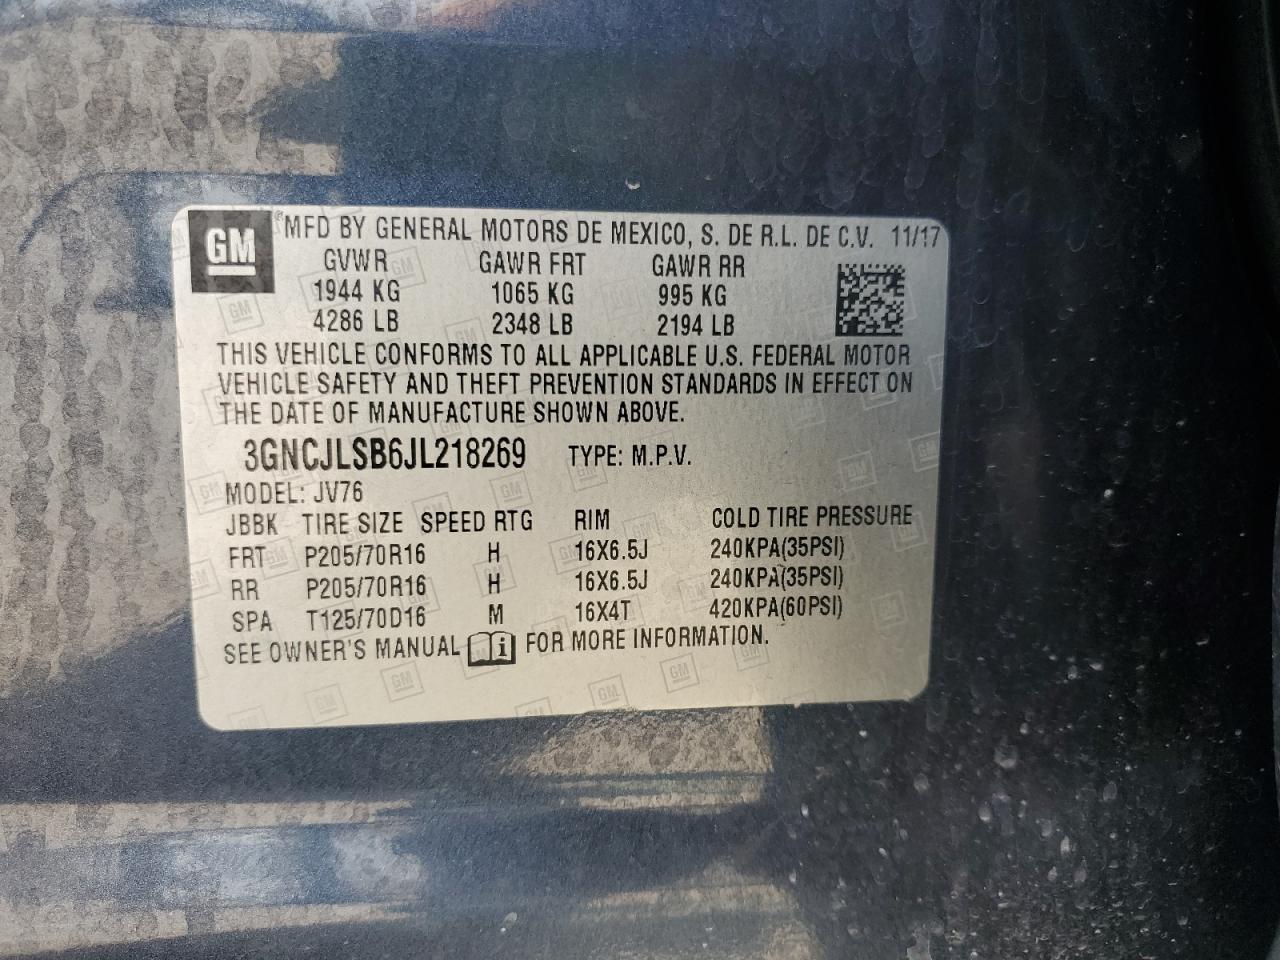 GM ® MFD BY GENERAL MOTORS DE MEXICO, S. DE R.L. DE C.V. 11/17
GVWR GAWR FRT GAWR RR
1944 KG 1065 KG 995 KG
4286 LB 2348 LB 2194 LB
THIS VEHICLE CONFORMS TO ALL APPLICABLE U.S. FEDERAL MOTOR
VEHICLE SAFETY AND THEFT PREVENTION STANDARDS IN EFFECT ON
THE DATE OF MANUFACTURE SHOWN ABOVE.
3GNCJLSB6JL218269 TYPE: M.P.V.
MODEL: JV76
JBBK TIRE SIZE SPEED RTG RIM COLD TIRE PRESSURE
FRT P205/70R16 H 16X6.5J 240KPA(35PSI)
RR P205/70R16 H 16X6.5J 240KPA(35PSI)
SPA T125/70D16 M 16X4T 420KPA(60PSI)
SEE OWNER'S MANUAL i FOR MORE INFORMATION.